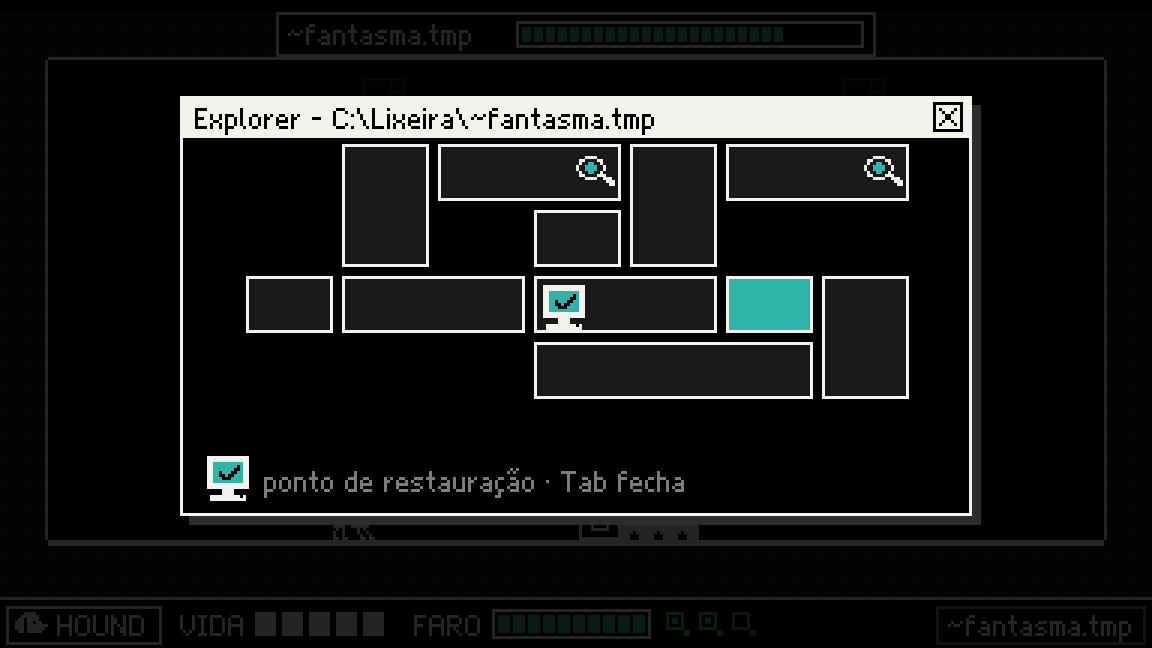 ~fantasma.tmp
Explorer - C:\Lixeira\~fantasma.tmp
ponto de restauração · Tab fecha
HOUND VIDA FARO ~fantasma.tmp